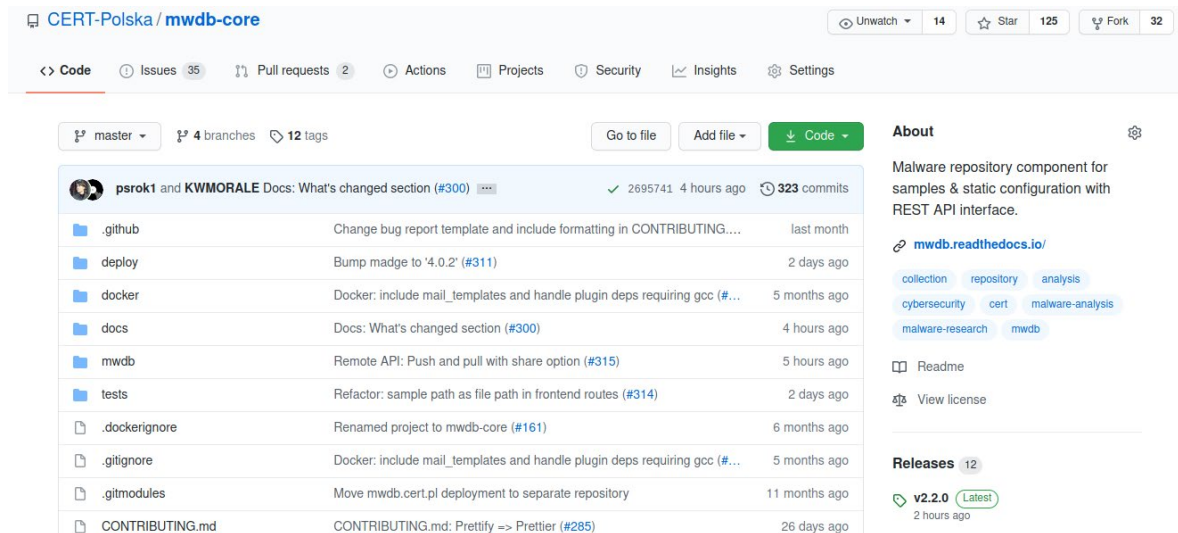 CERT-Polska / mwdb-core
Unwatch 14 Star 125 Fork 32
Code Issues 35 Pull requests 2 Actions Projects Security Insights Settings
master 4 branches 12 tags Go to file Add file Code
psrok1 and KWMORALE Docs: What's changed section (#300) ... 2695741 4 hours ago 323 commits
.github Change bug report template and include formatting in CONTRIBUTING.... last month
deploy Bump madge to '4.0.2' (#311) 2 days ago
docker Docker: include mail_templates and handle plugin deps requiring gcc (#... 5 months ago
docs Docs: What's changed section (#300) 4 hours ago
mwdb Remote API: Push and pull with share option (#315) 5 hours ago
tests Refactor: sample path as file path in frontend routes (#314) 2 days ago
.dockerignore Renamed project to mwdb-core (#161) 6 months ago
.gitignore Docker: include mail_templates and handle plugin deps requiring gcc (#... 5 months ago
.gitmodules Move mwdb.cert.pl deployment to separate repository 11 months ago
CONTRIBUTING.md CONTRIBUTING.md: Prettify => Prettier (#285) 26 days ago
About
Malware repository component for
samples & static configuration with
REST API interface.
mwdb.readthedocs.io/
collection repository analysis
cybersecurity cert malware-analysis
malware-research mwdb
Readme
View license
Releases 12
v2.2.0 Latest
2 hours ago